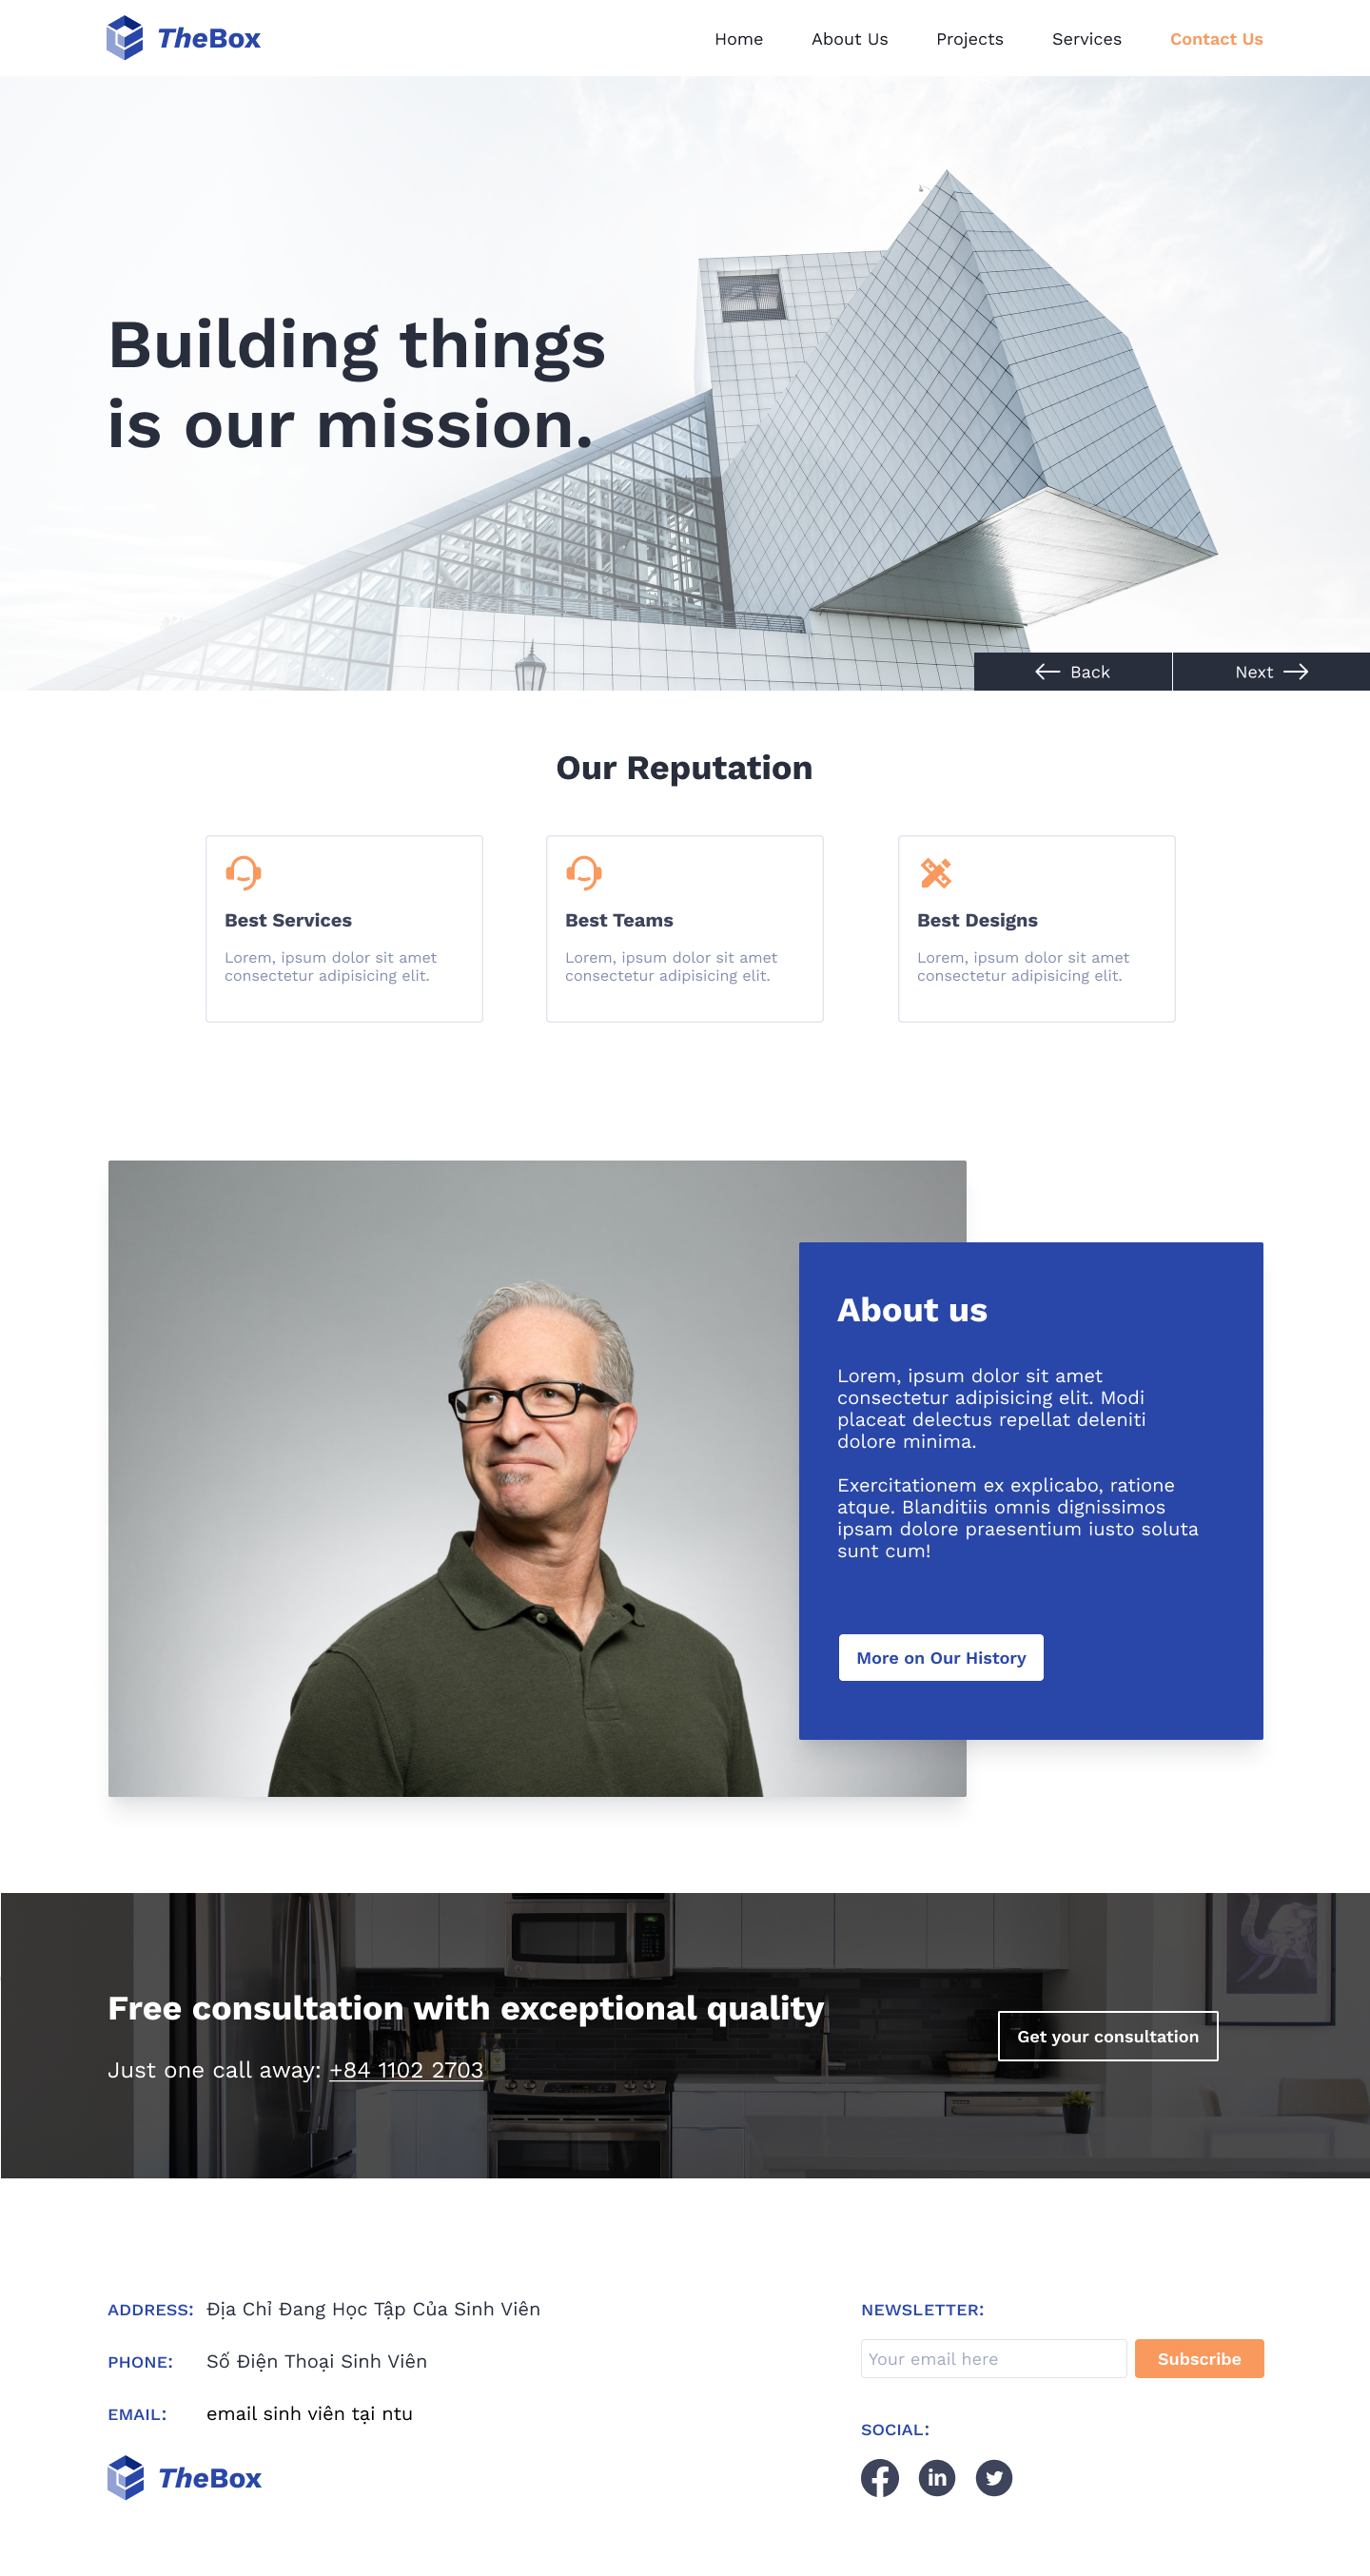 TheBox
Home About Us Projects Services Contact Us
Building things
is our mission.
Back Next
Our Reputation
Best Services
Lorem, ipsum dolor sit amet
consectetur adipisicing elit.
Best Teams
Lorem, ipsum dolor sit amet
consectetur adipisicing elit.
Best Designs
Lorem, ipsum dolor sit amet
consectetur adipisicing elit.
About us
Lorem, ipsum dolor sit amet
consectetur adipisicing elit. Modi
placeat delectus repellat deleniti
dolore minima.
Exercitationem ex explicabo, ratione
atque. Blanditiis omnis dignissimos
ipsam dolore praesentium iusto soluta
sunt cum!
More on Our History
Free consultation with exceptional quality
Just one call away: +84 1102 2703
Get your consultation
ADDRESS: Địa Chỉ Đang Học Tập Của Sinh Viên
PHONE: Số Điện Thoại Sinh Viên
EMAIL: email sinh viên tại ntu
TheBox
NEWSLETTER:
Your email here Subscribe
SOCIAL: